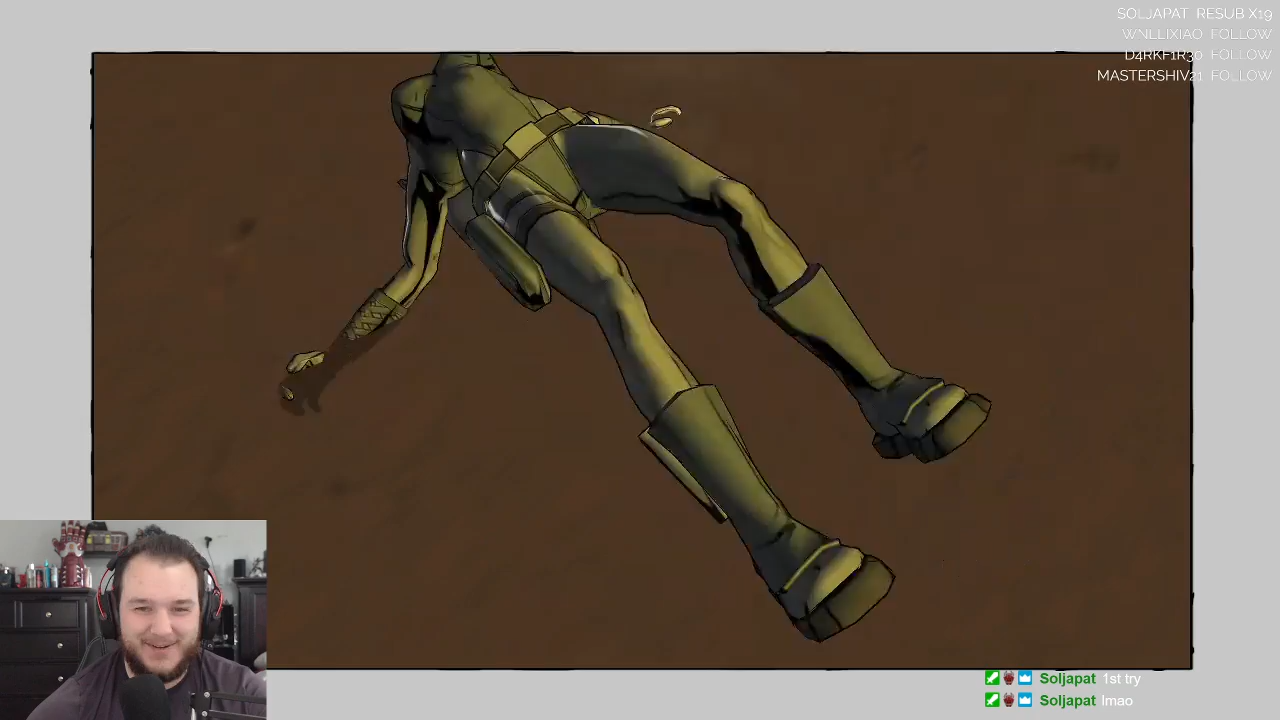 SOLJAPAT RESUB X19
WNLLIXIAO FOLLOW
D4RKF1R30 FOLLOW
MASTERSHIV21 FOLLOW
Soljapat 1st try
Soljapat lmao